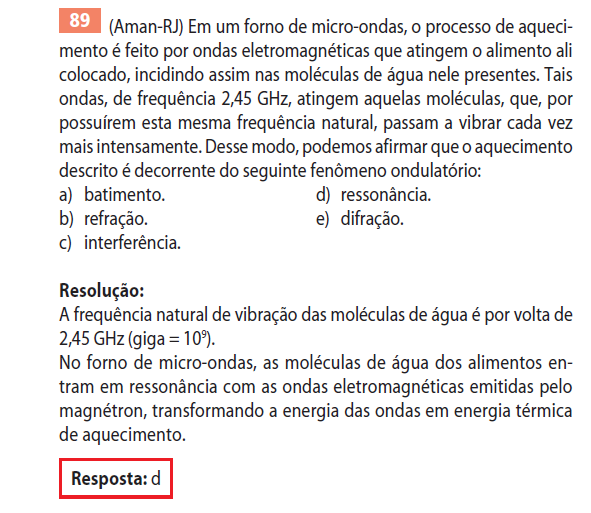 89 (Aman-RJ) Em um forno de micro-ondas, o processo de aqueci-
mento é feito por ondas eletromagnéticas que atingem o alimento ali
colocado, incidindo assim nas moléculas de água nele presentes. Tais
ondas, de frequência 2,45 GHz, atingem aquelas moléculas, que, por
possuírem esta mesma frequência natural, passam a vibrar cada vez
mais intensamente. Desse modo, podemos afirmar que o aquecimento
descrito é decorrente do seguinte fenômeno ondulatório:
a) batimento. d) ressonância.
b) refração. e) difração.
c) interferência.
Resolução:
A frequência natural de vibração das moléculas de água é por volta de
2,45 GHz (giga = 10⁹).
No forno de micro-ondas, as moléculas de água dos alimentos en-
tram em ressonância com as ondas eletromagnéticas emitidas pelo
magnétron, transformando a energia das ondas em energia térmica
de aquecimento.
Resposta: d